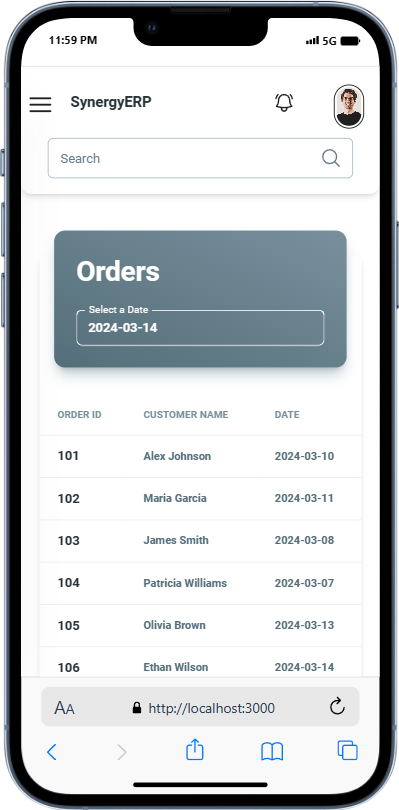 11:59 PM 5G
SynergyERP
Search
Orders
Select a Date
2024-03-14
ORDER ID CUSTOMER NAME DATE
101 Alex Johnson 2024-03-10
102 Maria Garcia 2024-03-11
103 James Smith 2024-03-08
104 Patricia Williams 2024-03-07
105 Olivia Brown 2024-03-13
106 Ethan Wilson 2024-03-14
AA http://localhost:3000